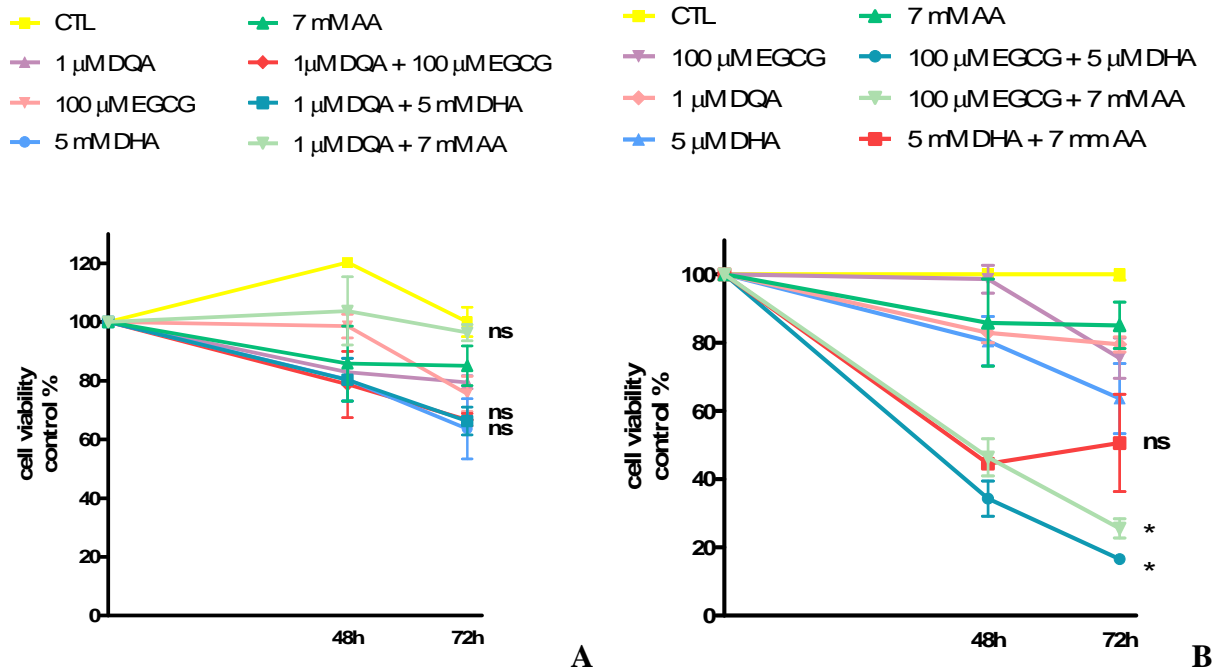 CTL
1 µM DQA
100 µM EGCG
5 mM DHA
7 mM AA
1µM DQA + 100 µM EGCG
1 µM DQA + 5 mM DHA
1 µM DQA + 7 mM AA
cell viability
control %
120
100
80
60
40
20
0
48h
72h
ns
ns
ns
A
CTL
100 µM EGCG
1 µM DQA
5 µM DHA
7 mM AA
100 µM EGCG + 5 µM DHA
100 µM EGCG + 7 mM AA
5 mM DHA + 7 mm AA
cell viability
control %
100
80
60
40
20
0
48h
72h
ns
*
*
B